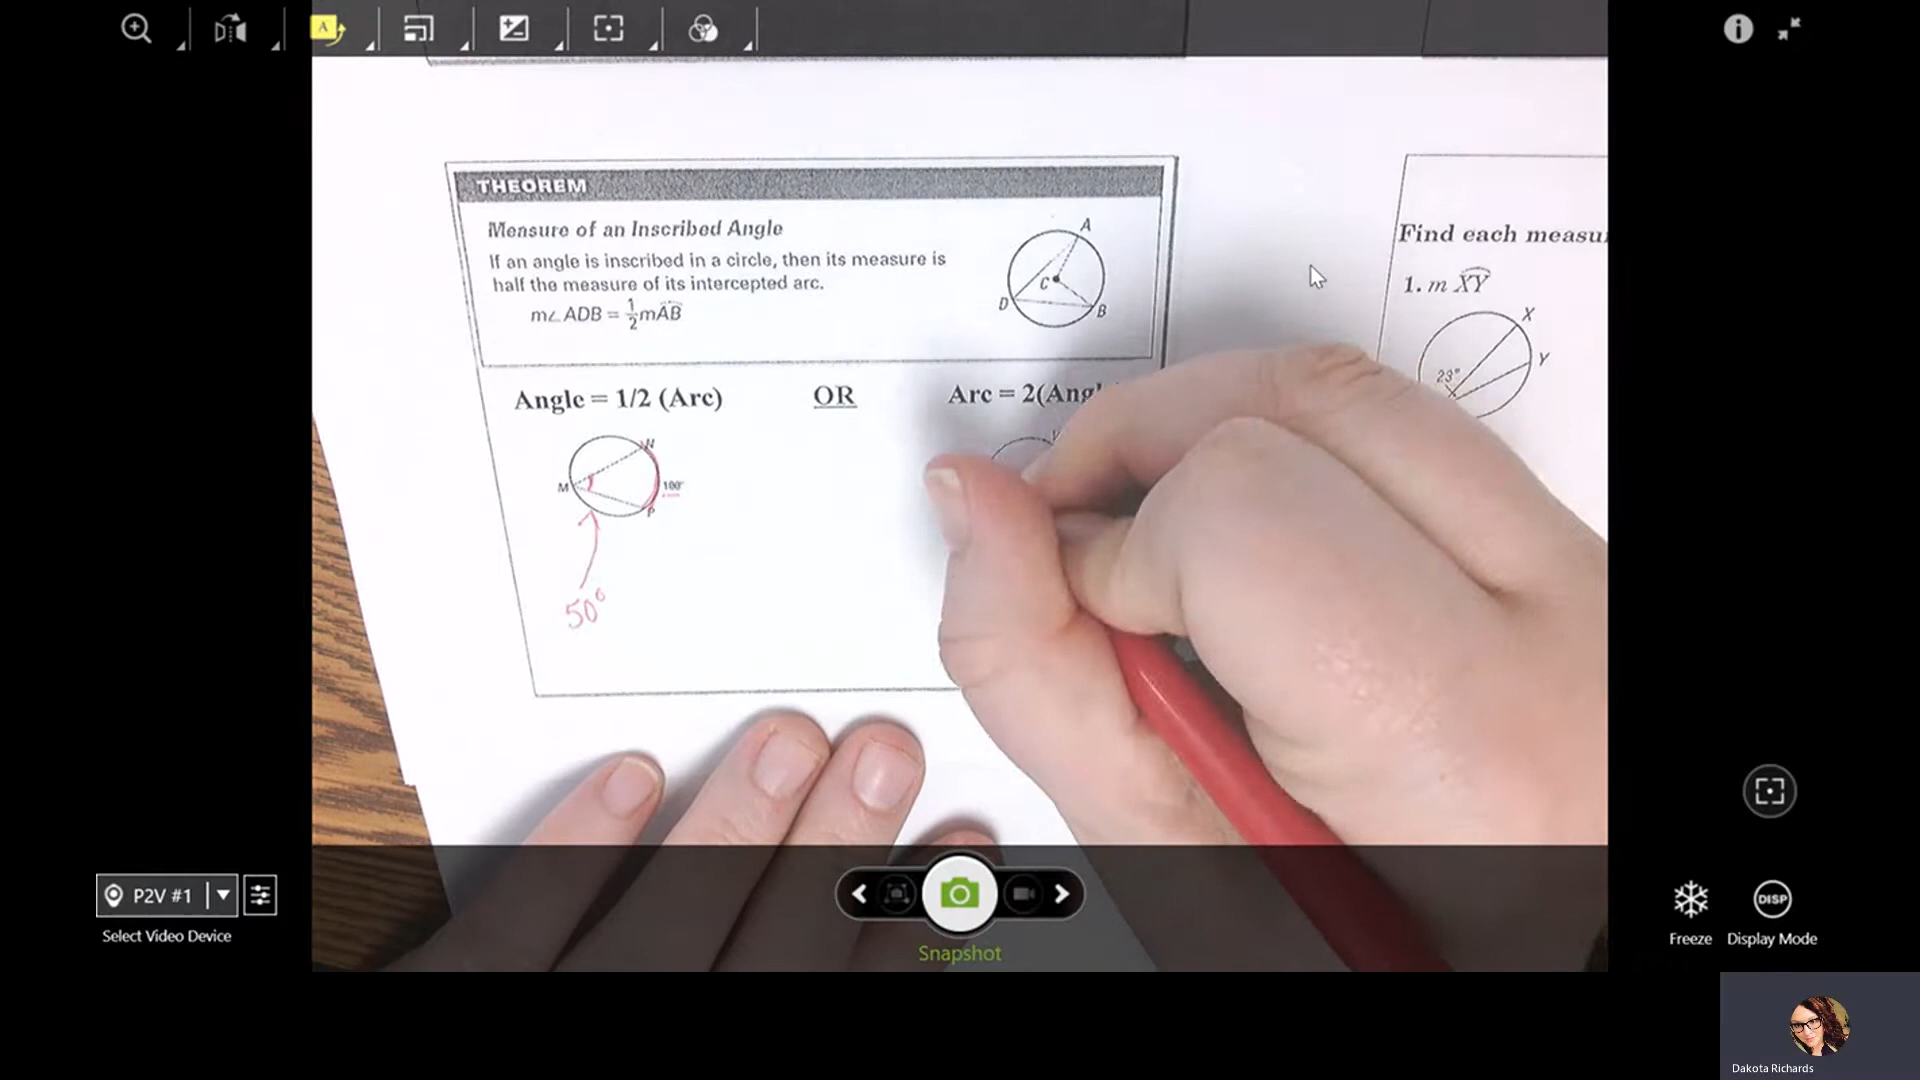 A
THEOREM
Measure of an Inscribed Angle
If an angle is inscribed in a circle, then its measure is
half the measure of its intercepted arc.
m∠ ADB = 1/2 mAB
A
C
D
B
Angle = 1/2 (Arc)
OR
Arc = 2(Angl
N
M
100°
P
50°
Find each measu
1. m XY
X
Y
23°
P2V #1
Select Video Device
Snapshot
Freeze
DISP
Display Mode
Dakota Richards